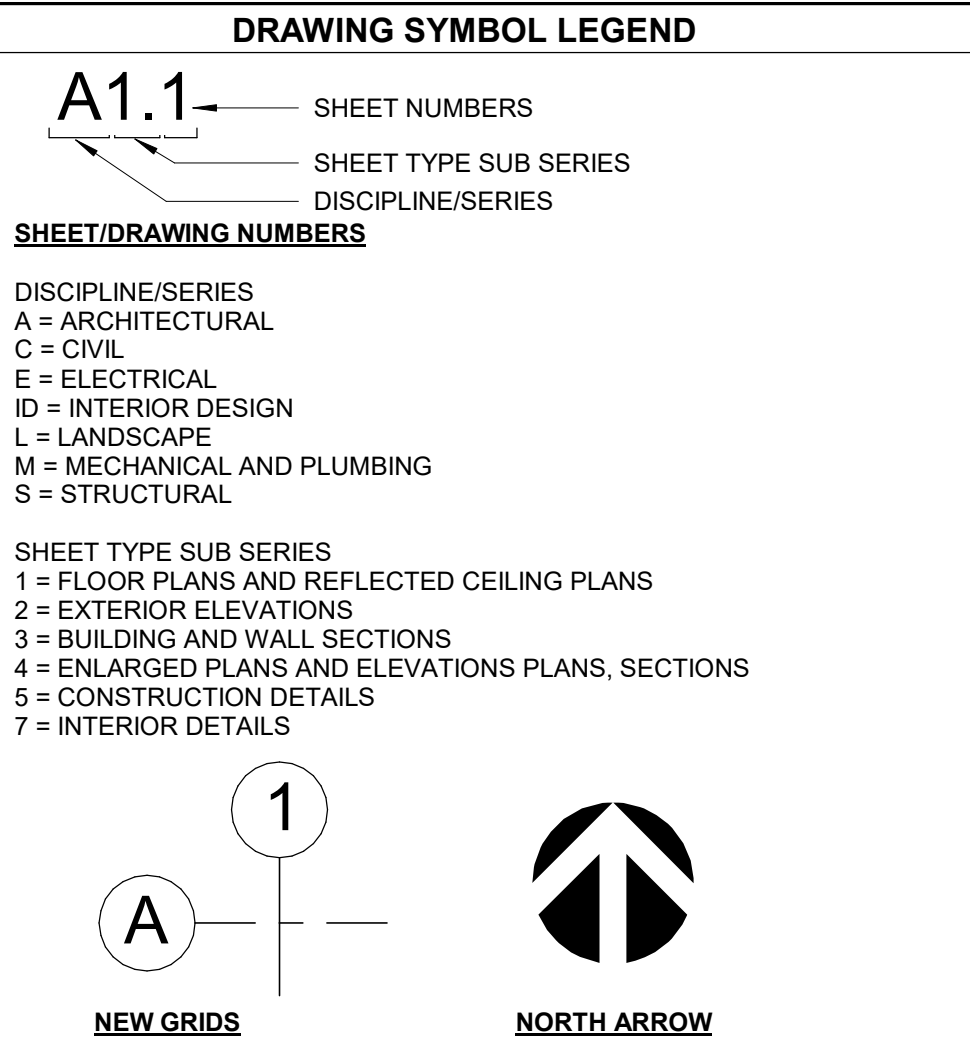 DRAWING SYMBOL LEGEND
A1.1
SHEET NUMBERS
SHEET TYPE SUB SERIES
DISCIPLINE/SERIES
SHEET/DRAWING NUMBERS
DISCIPLINE/SERIES
A = ARCHITECTURAL
C = CIVIL
E = ELECTRICAL
ID = INTERIOR DESIGN
L = LANDSCAPE
M = MECHANICAL AND PLUMBING
S = STRUCTURAL
SHEET TYPE SUB SERIES
1 = FLOOR PLANS AND REFLECTED CEILING PLANS
2 = EXTERIOR ELEVATIONS
3 = BUILDING AND WALL SECTIONS
4 = ENLARGED PLANS AND ELEVATIONS PLANS, SECTIONS
5 = CONSTRUCTION DETAILS
7 = INTERIOR DETAILS
1
A
NEW GRIDS
NORTH ARROW